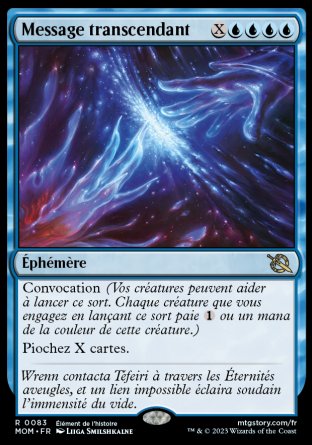 Message transcendant X
Éphémère
Convocation (Vos créatures peuvent aider
à lancer ce sort. Chaque créature que vous
engagez en lançant ce sort paie 1 ou un mana
de la couleur de cette créature.)
Piochez X cartes.
Wrenn contacta Tefeiri à travers les Éternités
aveugles, et un lien impossible éclaira soudain
l'immensité du vide.
R 0083 Élément de l'histoire mtgstory.com/fr
MOM • FR Liiga Smilshkalne ™ & © 2023 Wizards of the Coast